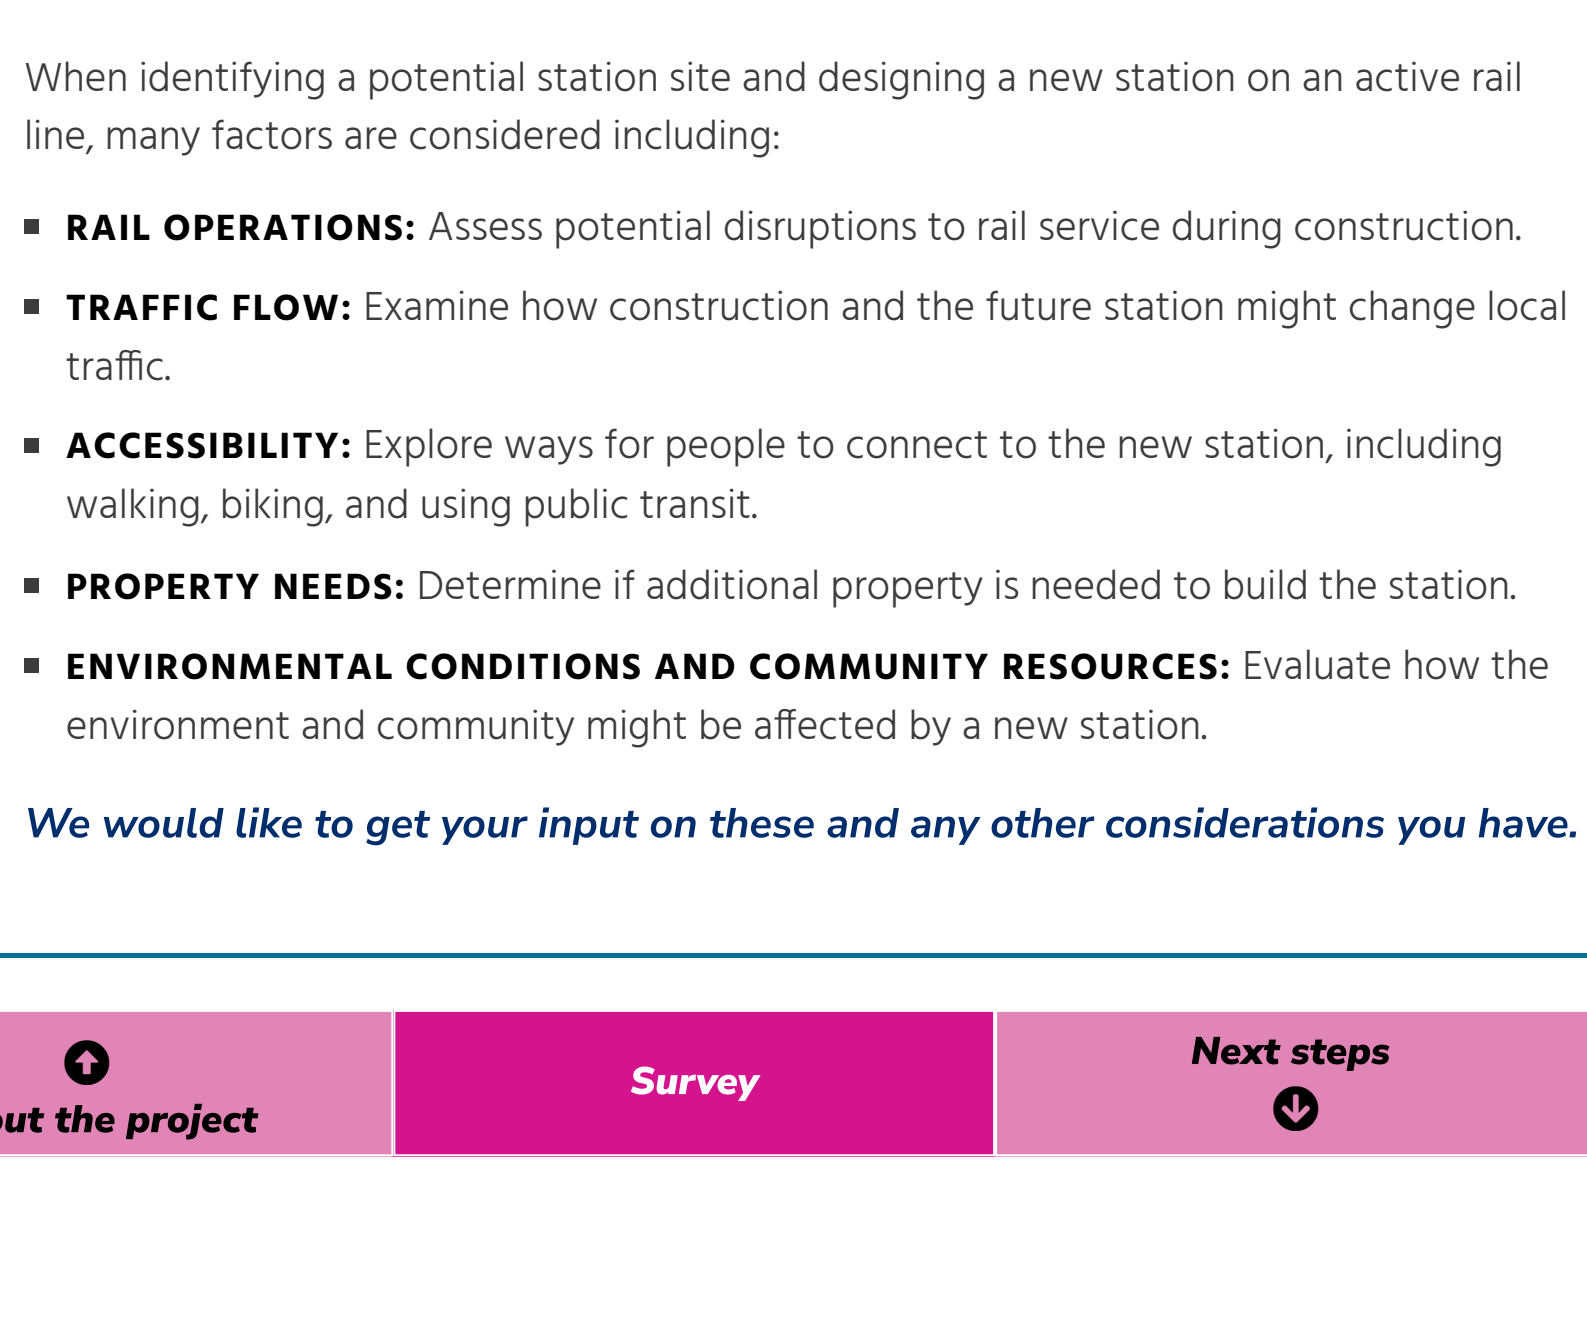 When identifying a potential station site and designing a new station on an active rail
line, many factors are considered including:
RAIL OPERATIONS: Assess potential disruptions to rail service during construction.
TRAFFIC FLOW: Examine how construction and the future station might change local
traffic.
ACCESSIBILITY: Explore ways for people to connect to the new station, including
walking, biking, and using public transit.
PROPERTY NEEDS: Determine if additional property is needed to build the station.
ENVIRONMENTAL CONDITIONS AND COMMUNITY RESOURCES: Evaluate how the
environment and community might be affected by a new station.
We would like to get your input on these and any other considerations you have.
out the project
Survey
Next steps